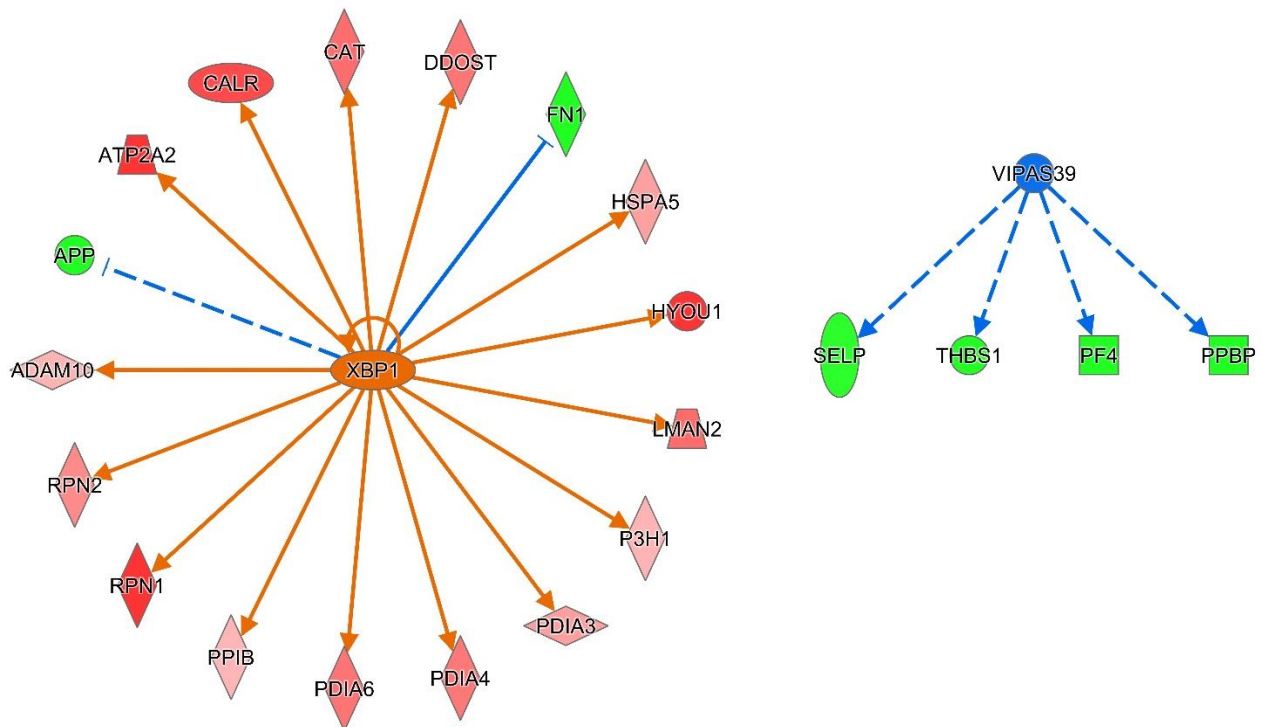 CAT
DDOST
CALR
FN1
ATP2A2
VIPAS39
HSPA5
APP
HYOU1
SELP
THBS1
PF4
PPBP
ADAM10
XBP1
LMAN2
RPN2
P3H1
RPN1
PDIA3
PPIB
PDIA6
PDIA4